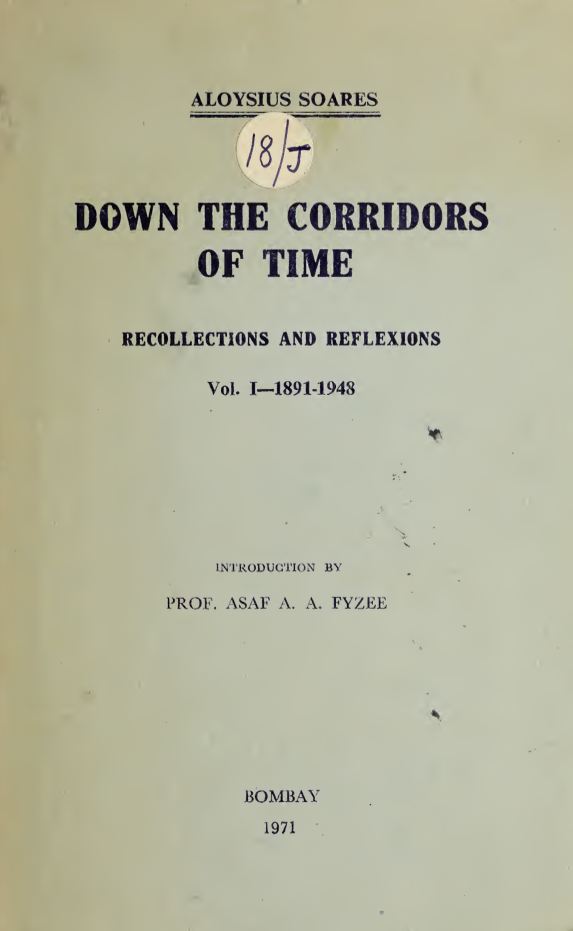 ALOYSIUS SOARES
18/J
DOWN THE CORRIDORS
OF TIME
RECOLLECTIONS AND REFLEXIONS
Vol. I—1891-1948
INTRODUCTION BY
PROF. ASAF A. A. FYZEE
BOMBAY
1971